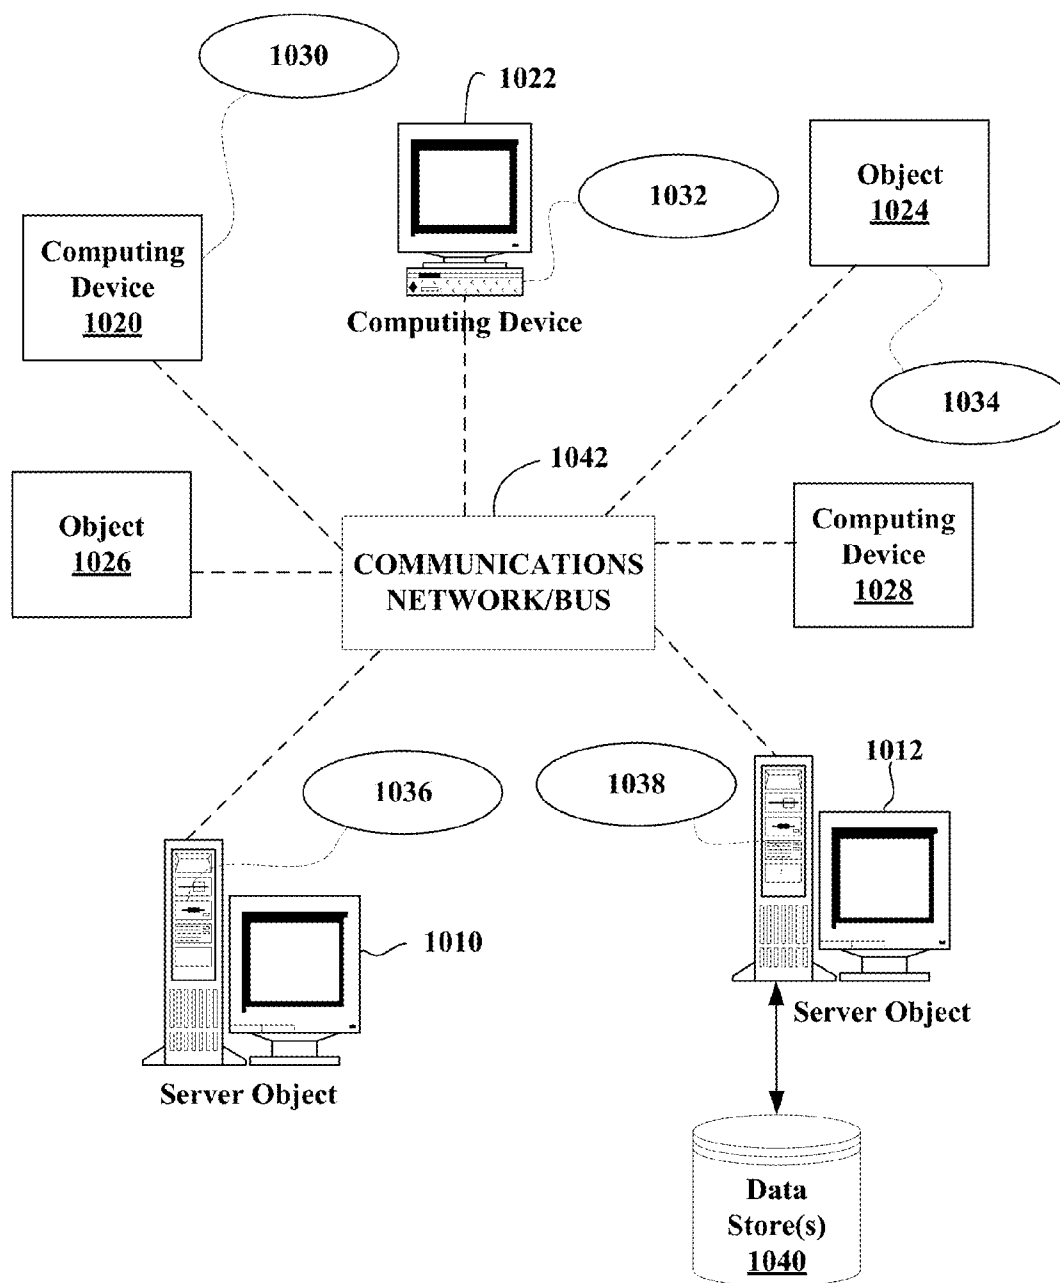 1030
1022
1032
Object
1024
Computing
Device
1020
Computing Device
1034
1042
Object
1026
COMMUNICATIONS
NETWORK/BUS
Computing
Device
1028
1036
1038
1012
1010
Server Object
Server Object
Data
Store(s)
1040